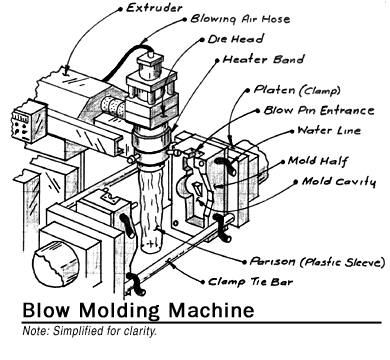 Extruder
Blowing Air Hose
Die Head
Heater Band
Platen (Clamp)
Blow Pin Entrance
Water Line
Mold Half
Mold Cavity
Parison (Plastic Sleeve)
Clamp Tie Bar
Blow Molding Machine
Note: Simplified for clarity.